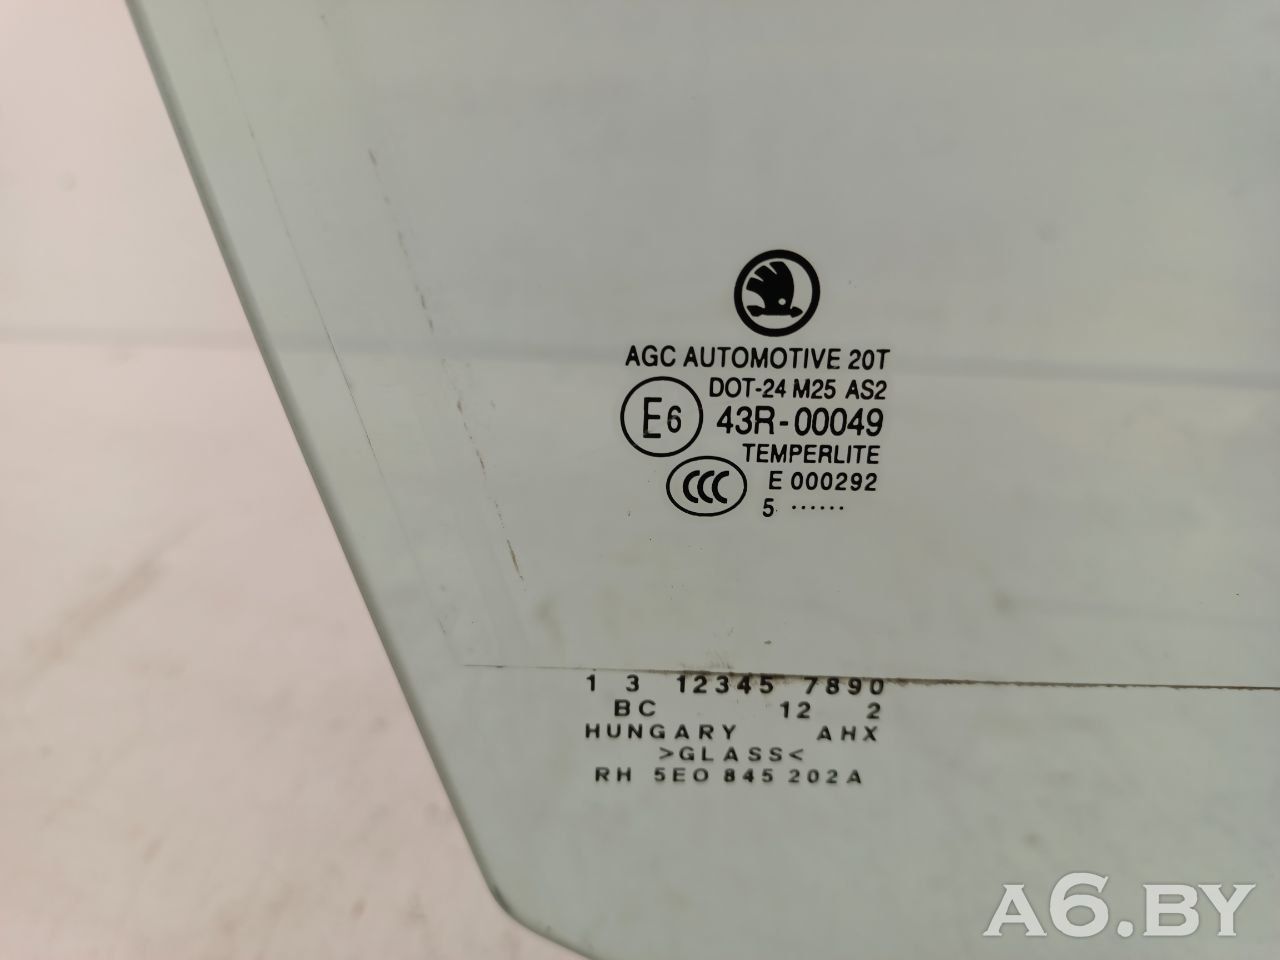 AGC AUTOMOTIVE 20T
DOT-24 M25 AS2
E6 43R-00049
TEMPERLITE
CCC E 000292
5 ······
1 3 12345 7890
BC 12 2
HUNGARY AHX
>GLASS<
RH 5E0 845 202A
A6.BY